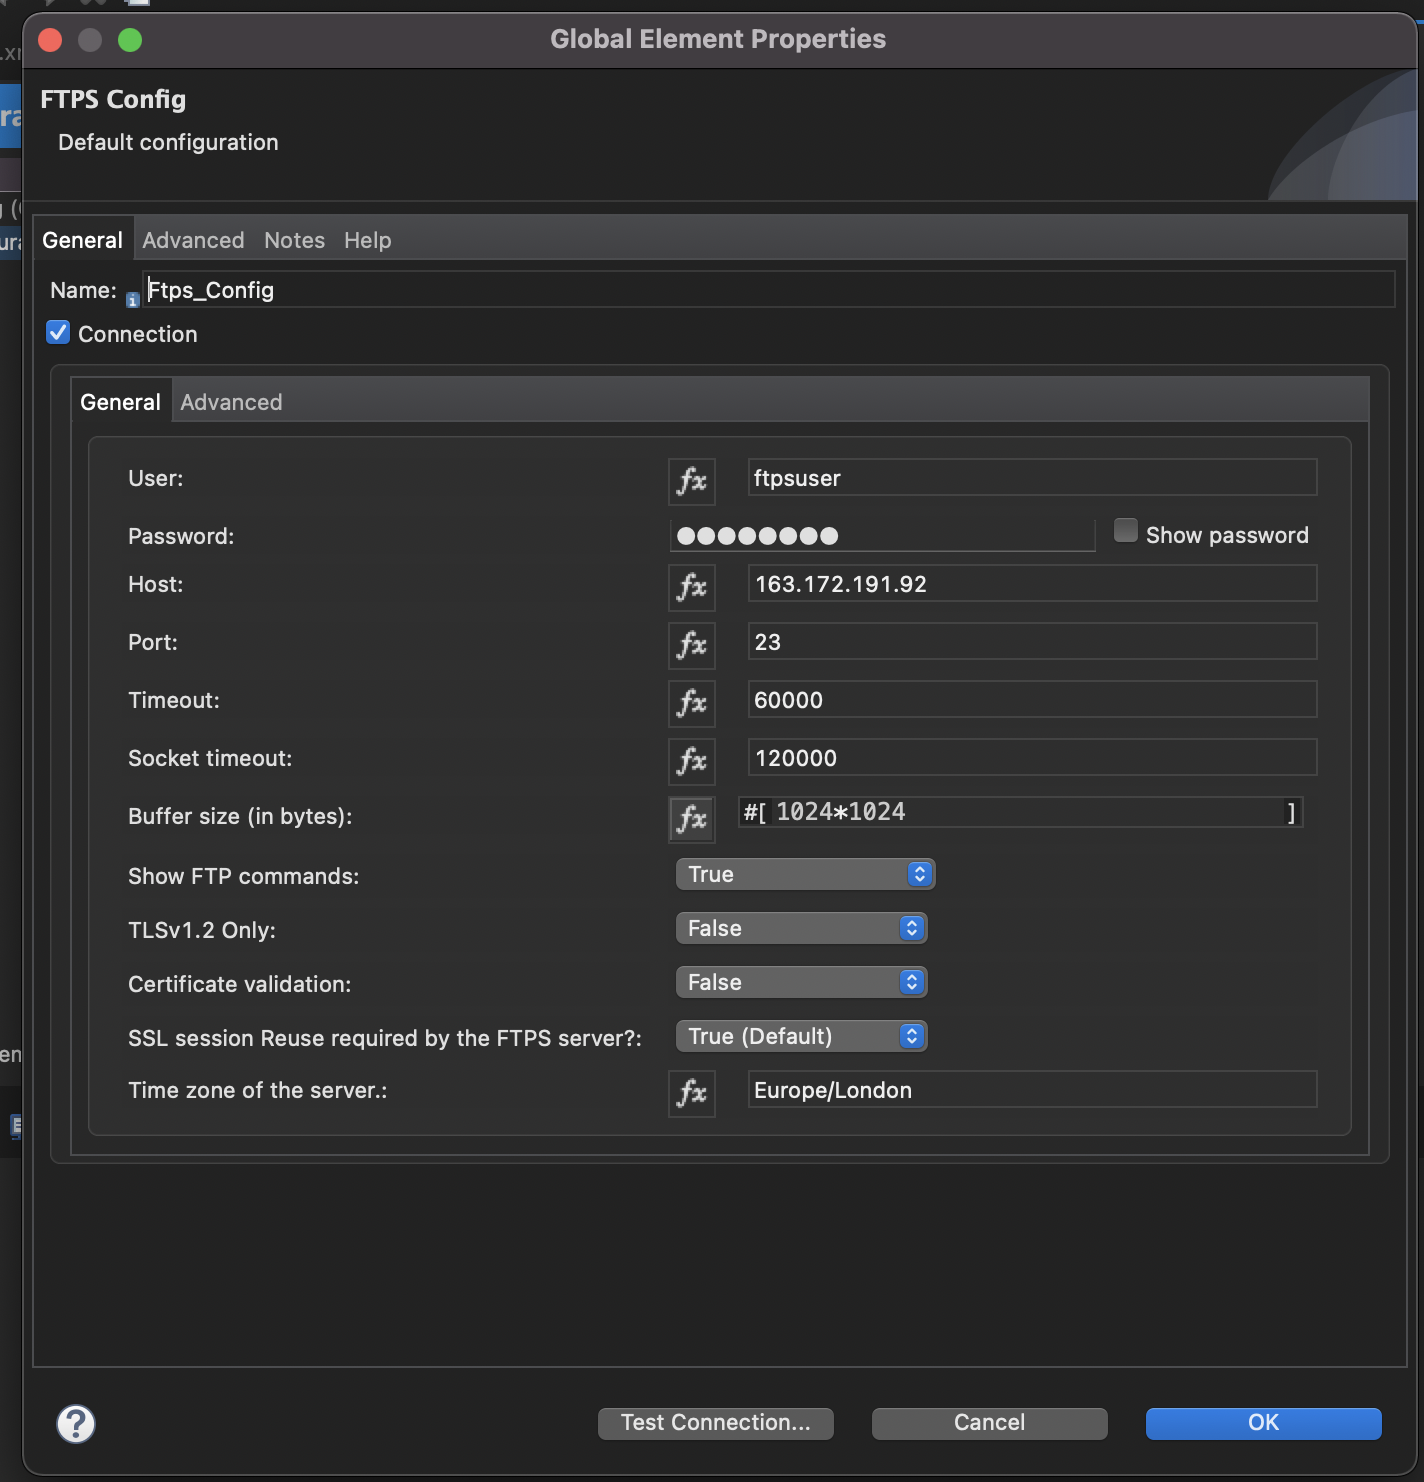 Global Element Properties
FTPS Config
Default configuration
General Advanced Notes Help
Name: Ftps_Config
Connection
General Advanced
User: fx ftpsuser
Password: ●●●●●●●● Show password
Host: fx 163.172.191.92
Port: fx 23
Timeout: fx 60000
Socket timeout: fx 120000
Buffer size (in bytes): fx #[ 1024*1024 ]
Show FTP commands: True
TLSv1.2 Only: False
Certificate validation: False
SSL session Reuse required by the FTPS server?: True (Default)
Time zone of the server.: fx Europe/London
? Test Connection... Cancel OK